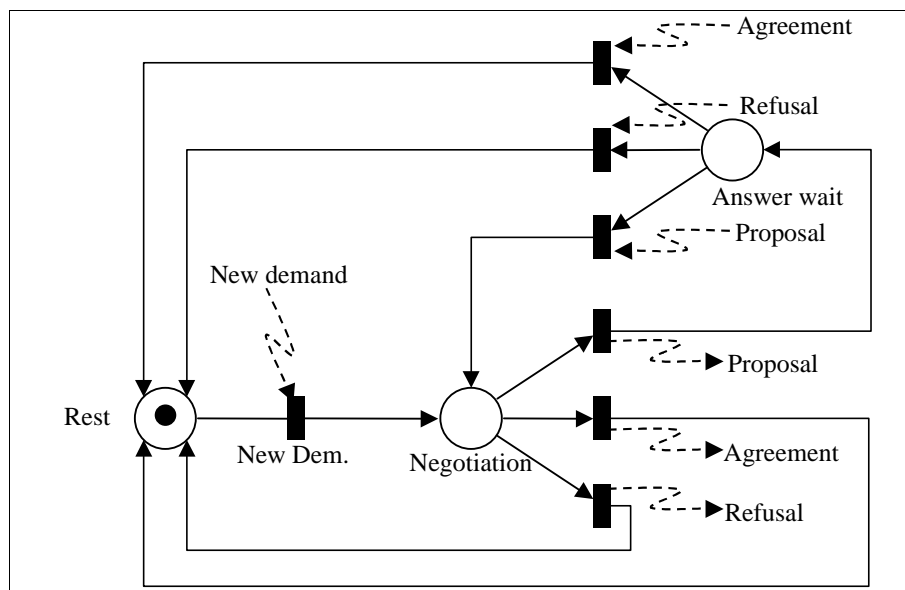 Agreement
Refusal
Answer wait
Proposal
New demand
Proposal
Rest
New Dem.
Negotiation
Agreement
Refusal